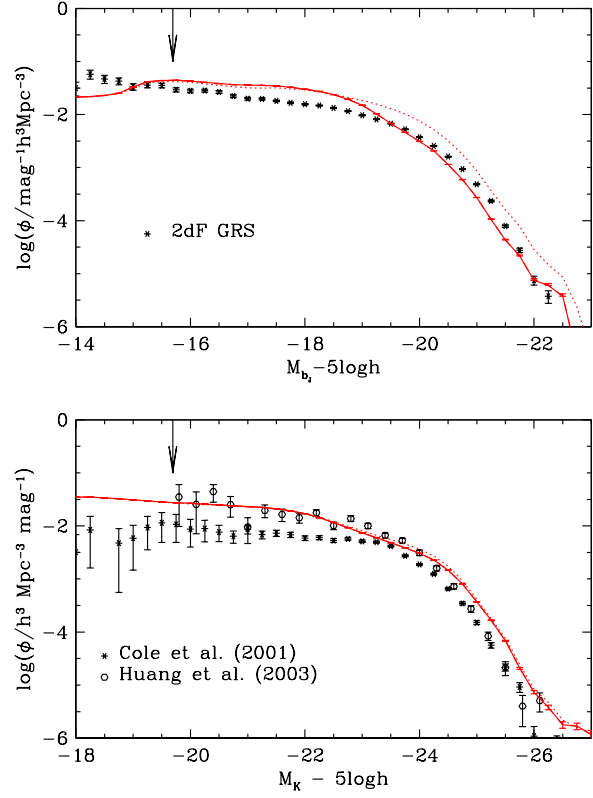 0
−2
−4
−6
log(ϕ/mag⁻¹h³Mpc⁻³)
2dF GRS
−14 −16 −18 −20 −22
M_bJ−5logh
0
−2
−4
−6
log(ϕ/h³ Mpc⁻³ mag⁻¹)
Cole et al. (2001)
Huang et al. (2003)
−18 −20 −22 −24 −26
M_K − 5logh